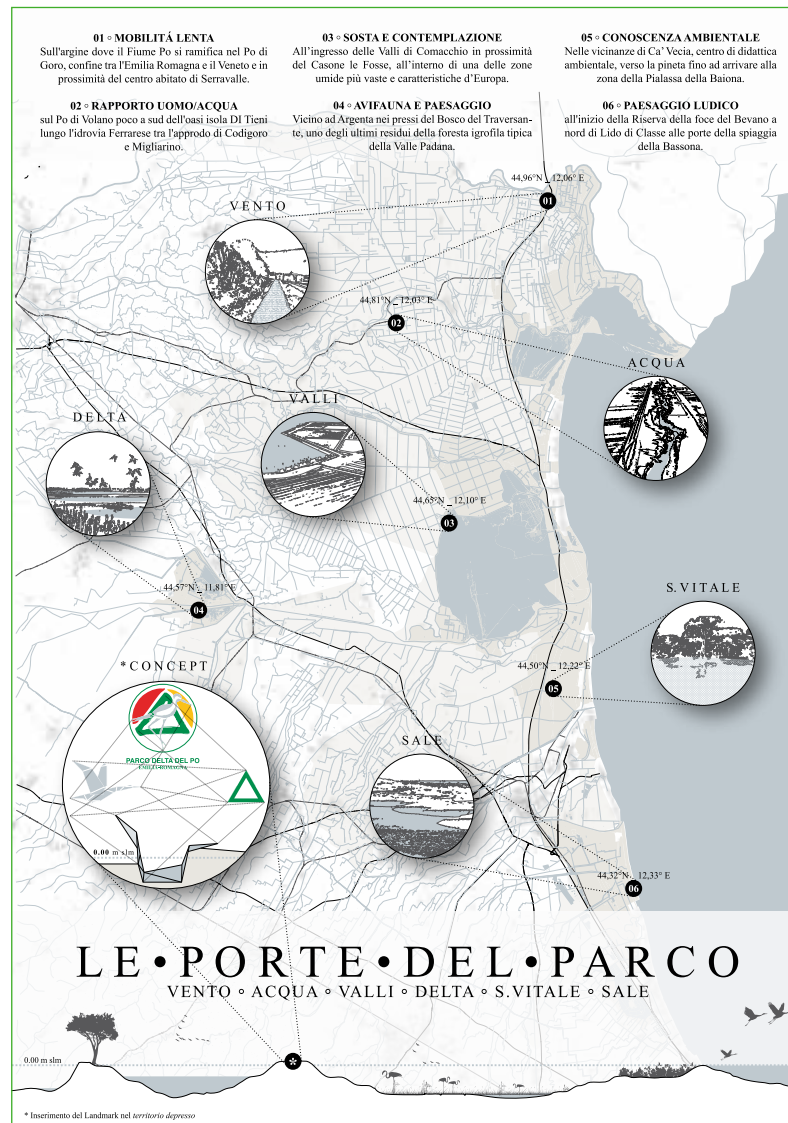 01 ◦ MOBILITÁ LENTA
Sull'argine dove il Fiume Po si ramifica nel Po di
Goro, confine tra l'Emilia Romagna e il Veneto e in
prossimità del centro abitato di Serravalle.
02 ◦ RAPPORTO UOMO/ACQUA
sul Po di Volano poco a sud dell'oasi isola DI Tieni
lungo l'idrovia Ferrarese tra l'approdo di Codigoro
e Migliarino.
03 ◦ SOSTA E CONTEMPLAZIONE
All'ingresso delle Valli di Comacchio in prossimità
del Casone le Fosse, all'interno di una delle zone
umide più vaste e caratteristiche d'Europa.
04 ◦ AVIFAUNA E PAESAGGIO
Vicino ad Argenta nei pressi del Bosco del Traversan-
te, uno degli ultimi residui della foresta igrofila tipica
della Valle Padana.
05 ◦ CONOSCENZA AMBIENTALE
Nelle vicinanze di Ca' Vecia, centro di didattica
ambientale, verso la pineta fino ad arrivare alla
zona della Pialassa della Baiona.
06 ◦ PAESAGGIO LUDICO
all'inizio della Riserva della foce del Bevano a
nord di Lido di Classe alle porte della spiaggia
della Bassona.
44,96°N _ 12,06° E
01
VENTO
44,81°N _ 12,03° E
02
ACQUA
VALLI
DELTA
44,65°N _ 12,10° E
03
44,57°N _ 11,81° E
04
S.VITALE
44,50°N _ 12,22° E
05
*CONCEPT
PARCO DELTA DEL PO
EMILIA-ROMAGNA
0.00 m slm
SALE
44,32°N _ 12,33° E
06
LE•PORTE•DEL•PARCO
VENTO ◦ ACQUA ◦ VALLI ◦ DELTA ◦ S.VITALE ◦ SALE
0.00 m slm
*
* Inserimento del Landmark nel territorio depresso